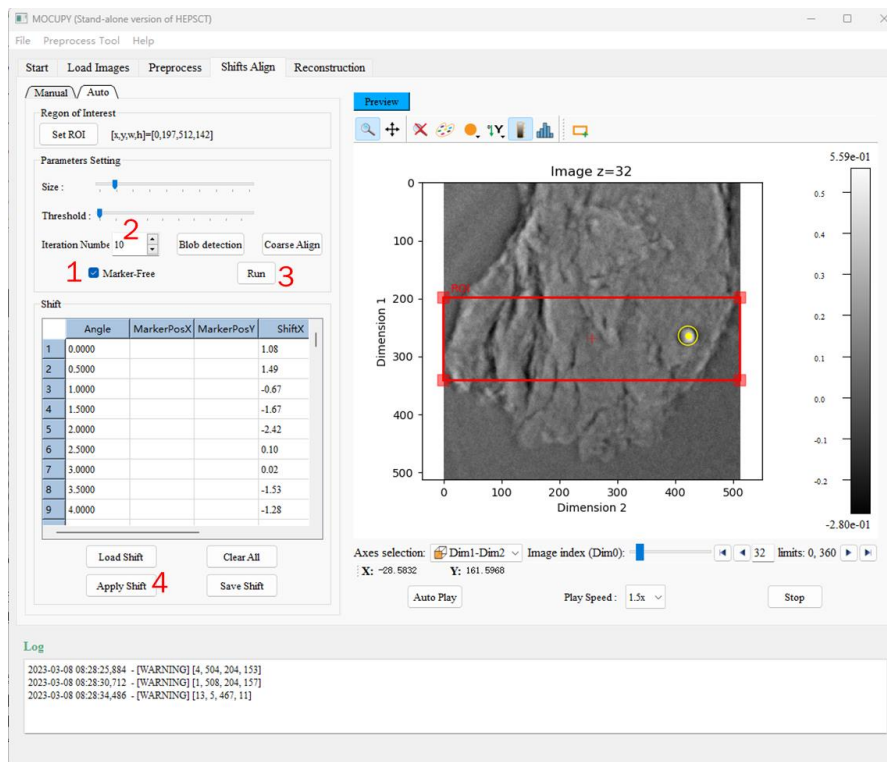 MOCUPY (Stand-alone version of HEPSCT)
File Preprocess Tool Help
Start Load Images Preprocess Shifts Align Reconstruction
Manual Auto
Regon of Interest
Set ROI [x,y,w,h]=[0,197,512,142]
Parameters Setting
Size :
Threshold :
2
Iteration Numbe 10 Blob detection Coarse Align
1 Marker-Free Run 3
Shift
Angle MarkerPosX MarkerPosY ShiftX
1 0.0000 1.08
2 0.5000 1.49
3 1.0000 -0.67
4 1.5000 -1.67
5 2.0000 -2.42
6 2.5000 0.10
7 3.0000 0.02
8 3.5000 -1.53
9 4.0000 -1.28
Load Shift Clear All
Apply Shift 4 Save Shift
Preview
Image z=32
5.59e-01
0.5
0.4
0.3
0.2
0.1
0.0
-0.1
-0.2
-2.80e-01
Dimension 1
0
100
200
300
400
500
ROI
0 100 200 300 400 500
Dimension 2
Axes selection: Dim1-Dim2 Image index (Dim0): 32 limits: 0, 360
X: -28.5832 Y: 161.5968
Auto Play Play Speed : 1.5x Stop
Log
2023-03-08 08:28:25,884 - [WARNING] [4, 504, 204, 153]
2023-03-08 08:28:30,712 - [WARNING] [1, 508, 204, 157]
2023-03-08 08:28:34,486 - [WARNING] [13, 5, 467, 11]